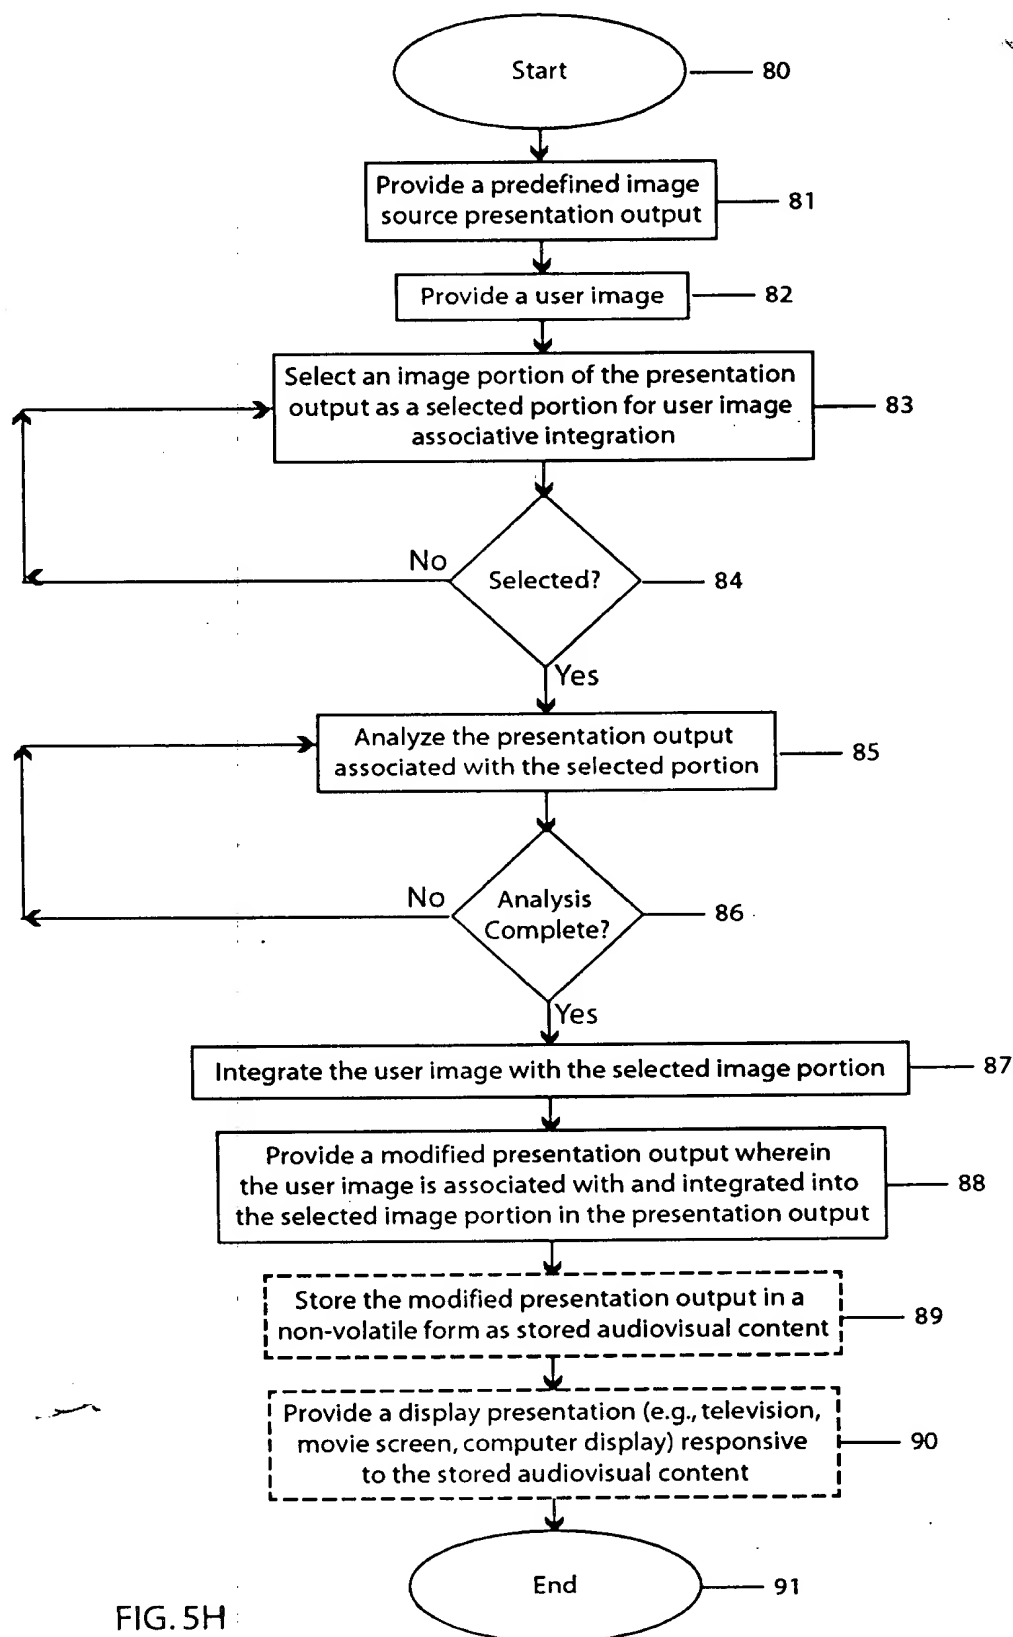 Start
80
Provide a predefined image
source presentation output
81
Provide a user image
82
Select an image portion of the presentation
output as a selected portion for user image
associative integration
83
No
Selected?
84
Yes
Analyze the presentation output
associated with the selected portion
85
No
Analysis
Complete?
86
Yes
Integrate the user image with the selected image portion
87
Provide a modified presentation output wherein
the user image is associated with and integrated into
the selected image portion in the presentation output
88
Store the modified presentation output in a
non-volatile form as stored audiovisual content
89
Provide a display presentation (e.g., television,
movie screen, computer display) responsive
to the stored audiovisual content
90
End
91
FIG. 5H